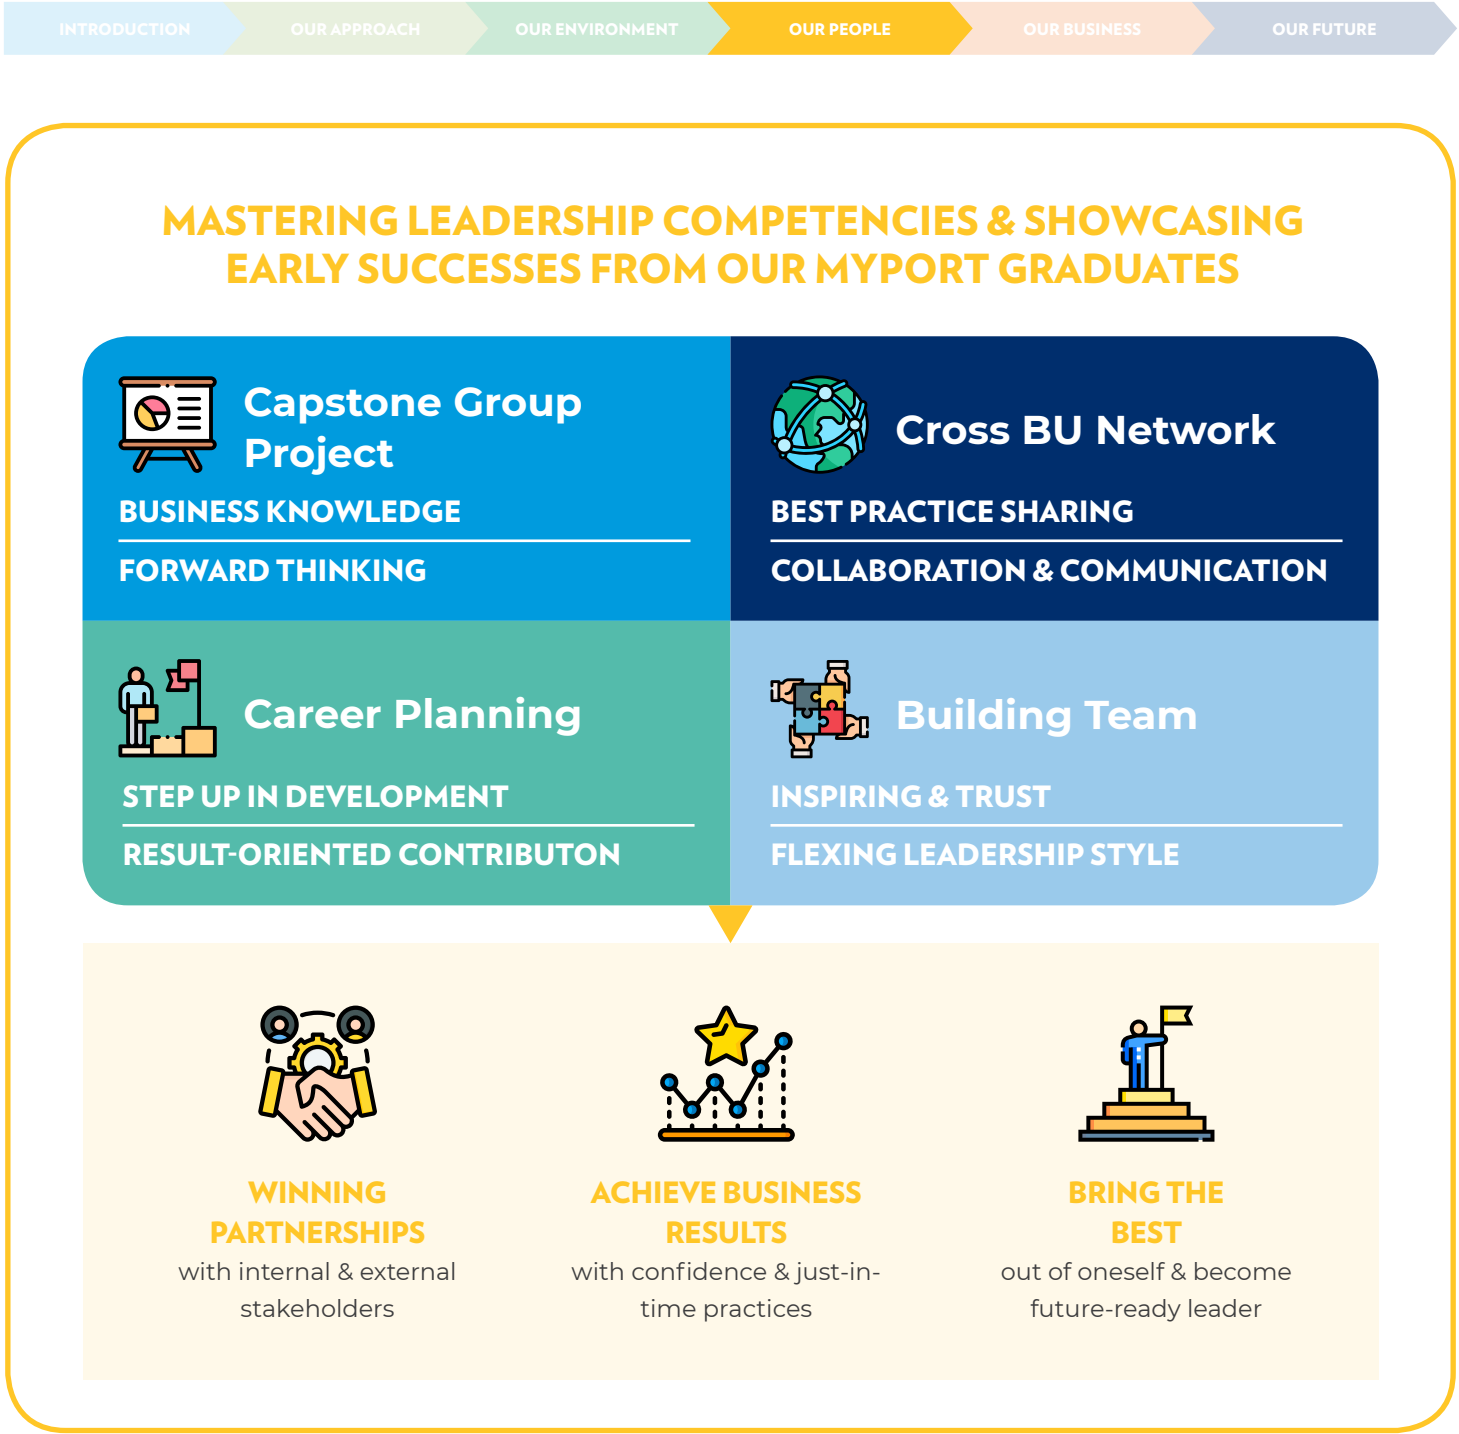 INTRODUCTION
OUR APPROACH
OUR ENVIRONMENT
OUR PEOPLE
OUR BUSINESS
OUR FUTURE
MASTERING LEADERSHIP COMPETENCIES & SHOWCASING
EARLY SUCCESSES FROM OUR MYPORT GRADUATES
Capstone Group
Project
BUSINESS KNOWLEDGE
FORWARD THINKING
Cross BU Network
BEST PRACTICE SHARING
COLLABORATION & COMMUNICATION
Career Planning
STEP UP IN DEVELOPMENT
RESULT-ORIENTED CONTRIBUTON
Building Team
INSPIRING & TRUST
FLEXING LEADERSHIP STYLE
WINNING
PARTNERSHIPS
with internal & external
stakeholders
ACHIEVE BUSINESS
RESULTS
with confidence & just-in-
time practices
BRING THE
BEST
out of oneself & become
future-ready leader